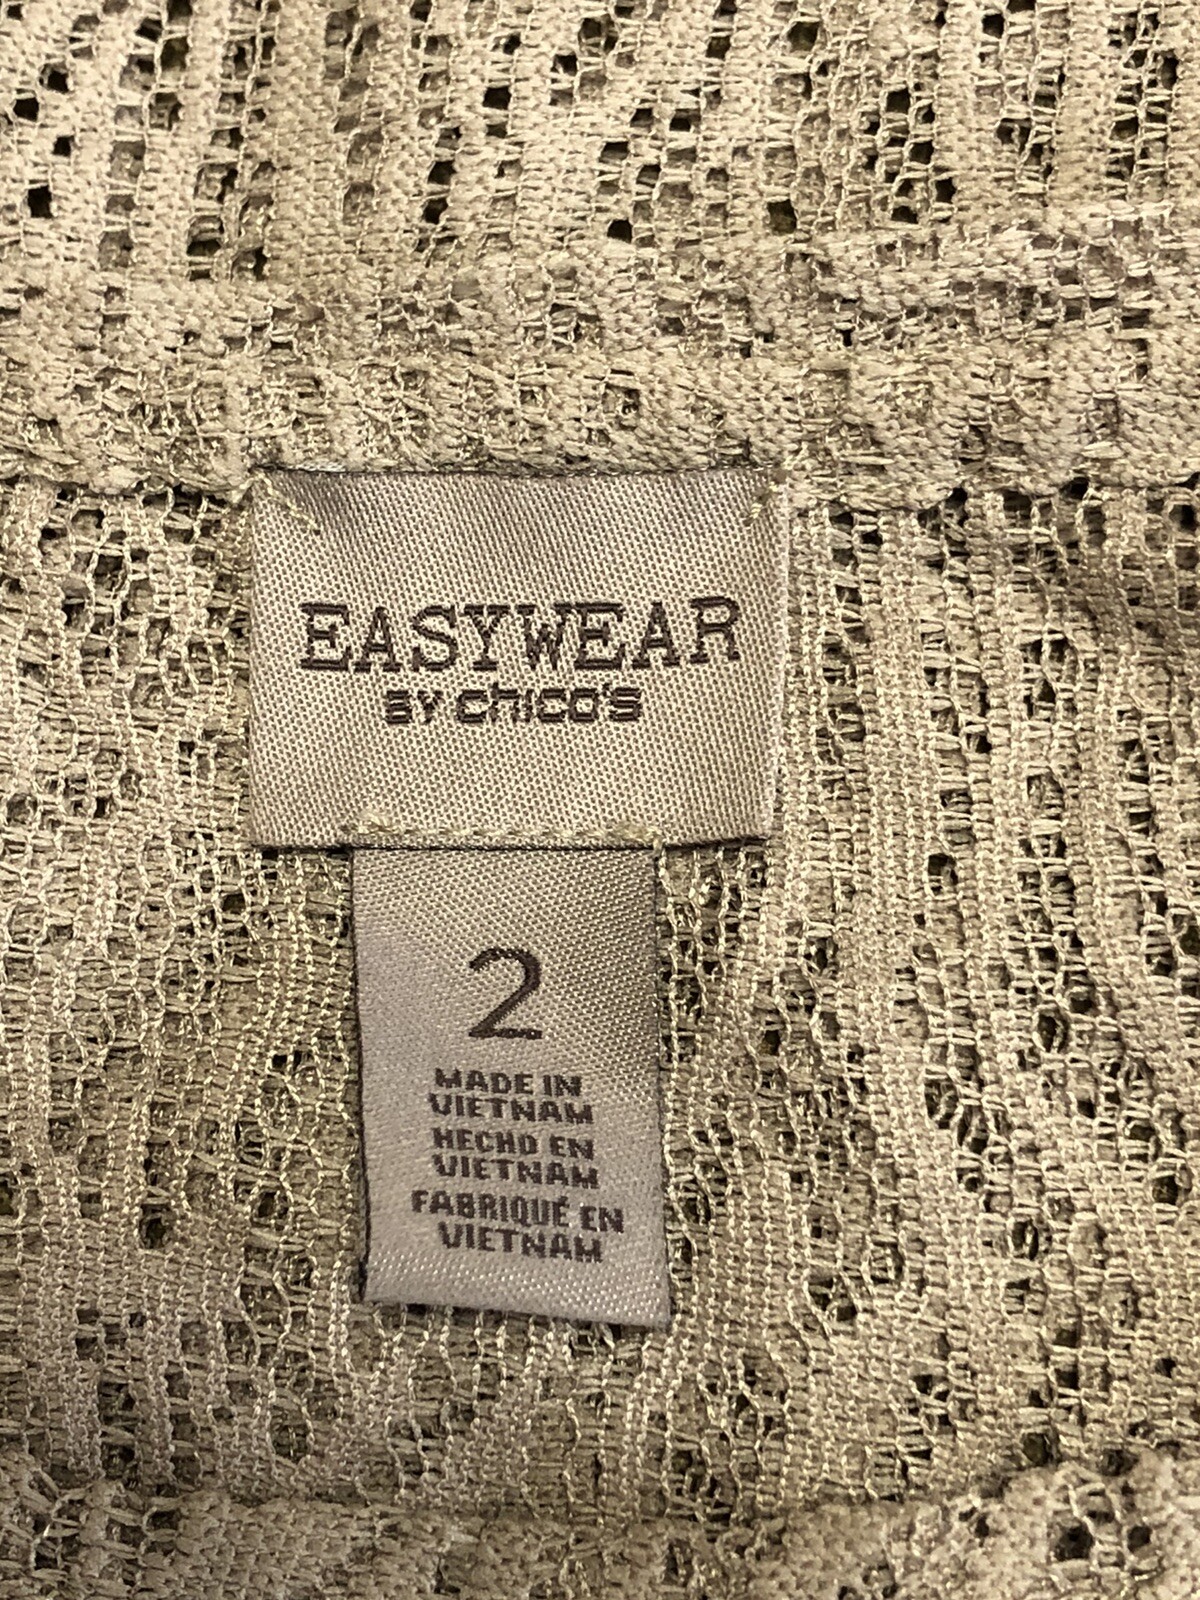 EASYWEAR
BY chico's
2
MADE IN
VIETNAM
HECHO EN
VIETNAM
FABRIQUÉ EN
VIETNAM